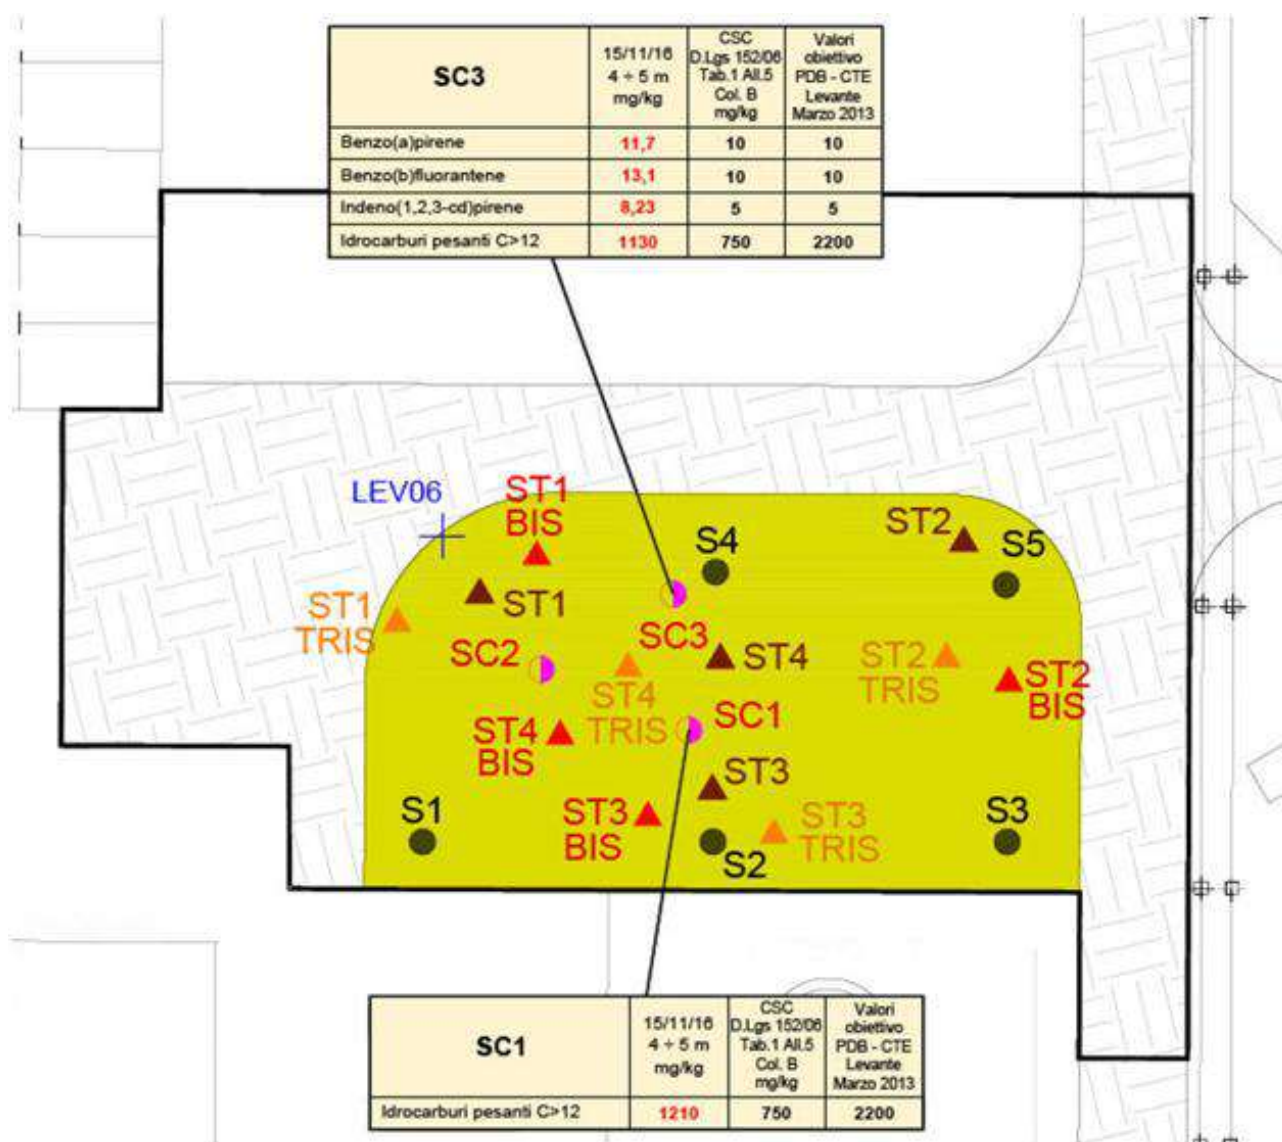 SC3
15/11/16
4 ÷ 5 m
mg/kg
CSC
D.Lgs 152/06
Tab.1 All.5
Col. B
mg/kg
Valori
obiettivo
PDB - CTE
Levante
Marzo 2013
Benzo(a)pirene 11,7 10 10
Benzo(b)fluorantene 13,1 10 10
Indeno(1,2,3-cd)pirene 8,23 5 5
Idrocarburi pesanti C>12 1130 750 2200
LEV06
ST1
BIS
S4
ST2
S5
ST1
TRIS
ST1
SC3
SC2
ST4
ST2
TRIS
ST2
BIS
ST4
TRIS
SC1
ST4
BIS
ST3
S1
ST3
BIS
S2
ST3
TRIS
S3
SC1
15/11/16
4 ÷ 5 m
mg/kg
CSC
D.Lgs 152/06
Tab.1 All.5
Col. B
mg/kg
Valori
obiettivo
PDB - CTE
Levante
Marzo 2013
Idrocarburi pesanti C>12 1210 750 2200